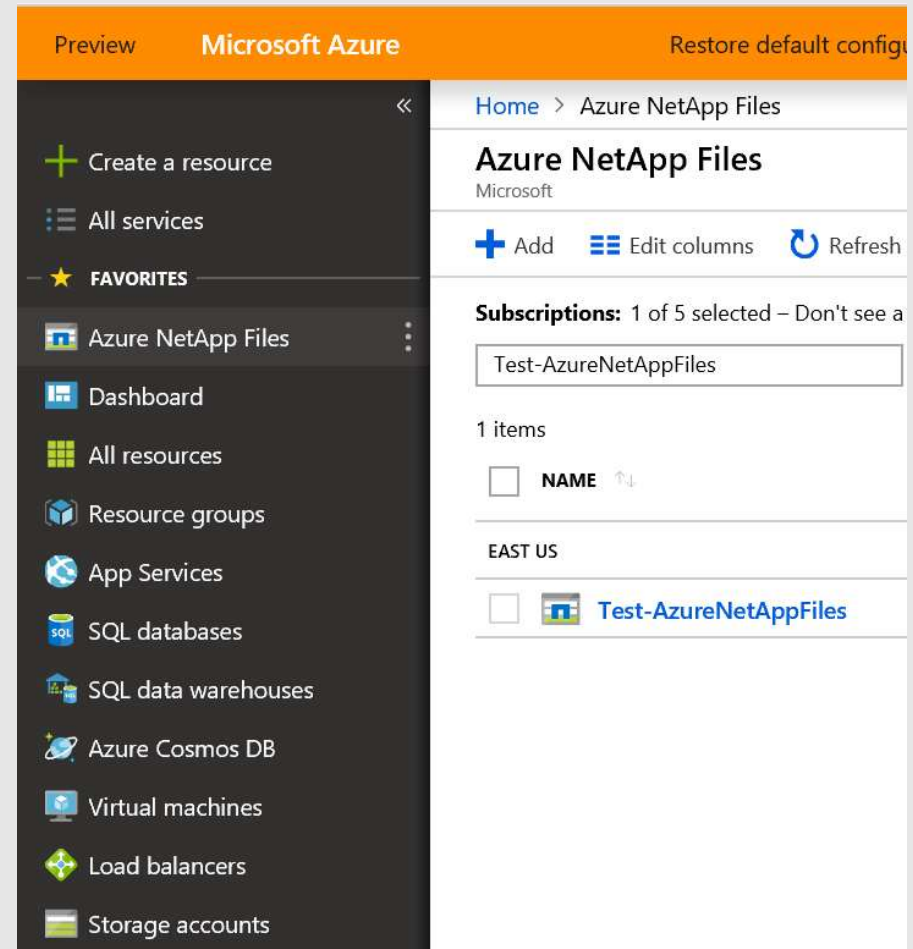 Preview Microsoft Azure Restore default
«
Create a resource
All services
FAVORITES
Azure NetApp Files
Dashboard
All resources
Resource groups
App Services
SQL databases
SQL data warehouses
Azure Cosmos DB
Virtual machines
Load balancers
Storage accounts
Home > Azure NetApp Files
Azure NetApp Files
Microsoft
Add Edit columns Refresh
Subscriptions: 1 of 5 selected – Don't see a
Test-AzureNetAppFiles
1 items
NAME
EAST US
Test-AzureNetAppFiles